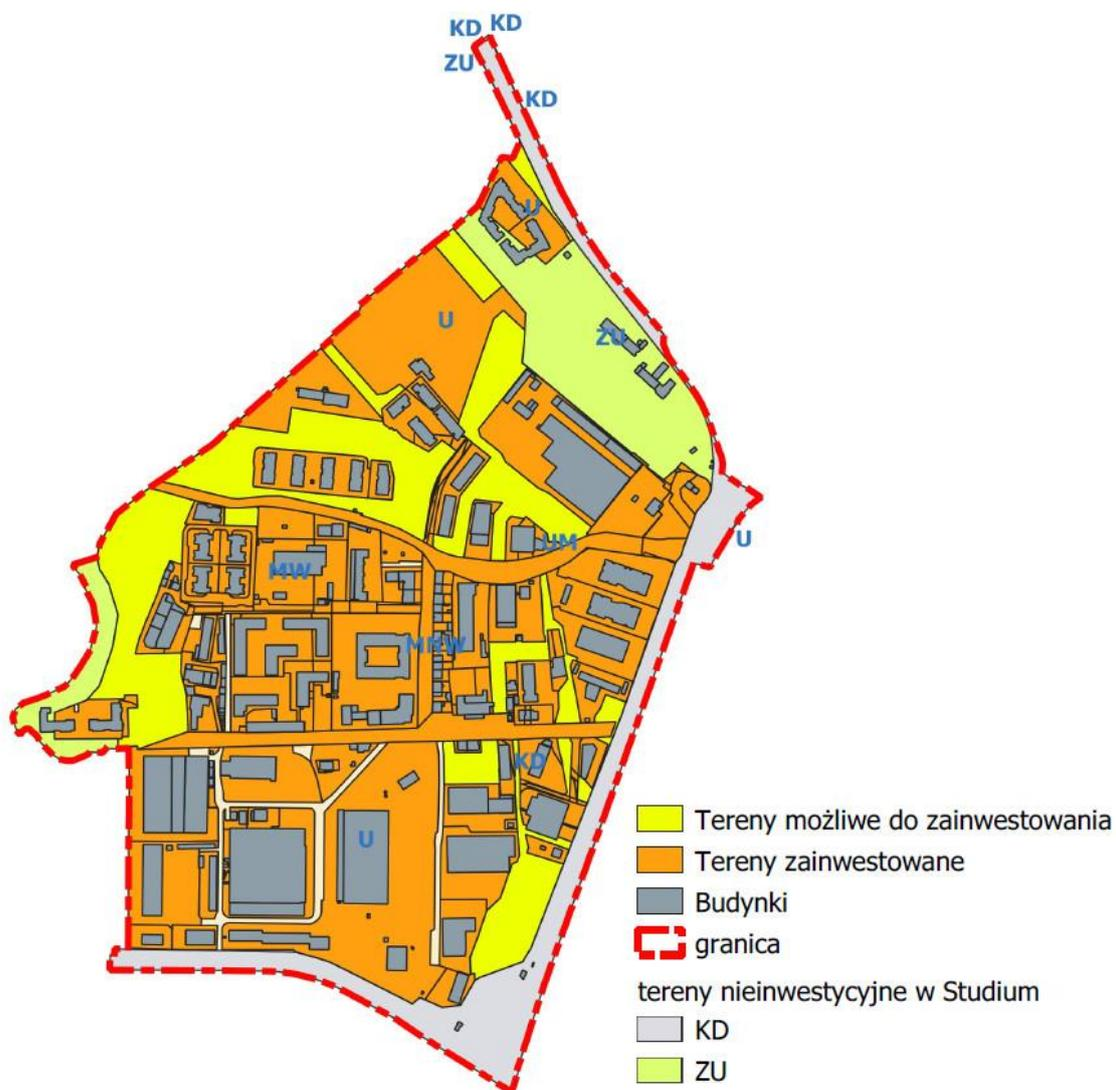 KD KD
ZU
KD
U
U
ZU
UM
U
MW
MNW
KD
U
Tereny możliwe do zainwestowania
Tereny zainwestowane
Budynki
granica
tereny nieinwestycyjne w Studium
KD
ZU